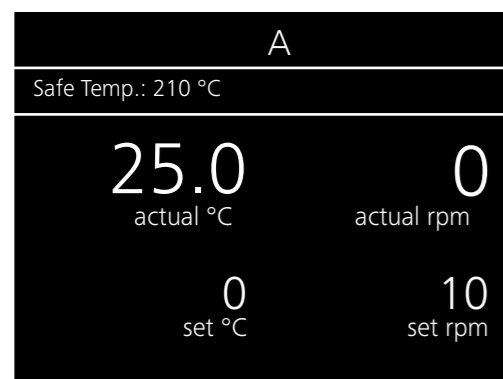 A
Safe Temp.: 210 °C
25.0 0
actual °C actual rpm
0 10
set °C set rpm